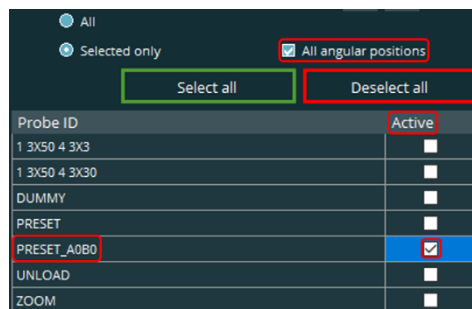 All
Selected only All angular positions
Select all Deselect all
Probe ID Active
1 3X50 4 3X3
1 3X50 4 3X30
DUMMY
PRESET
PRESET_A0B0
UNLOAD
ZOOM